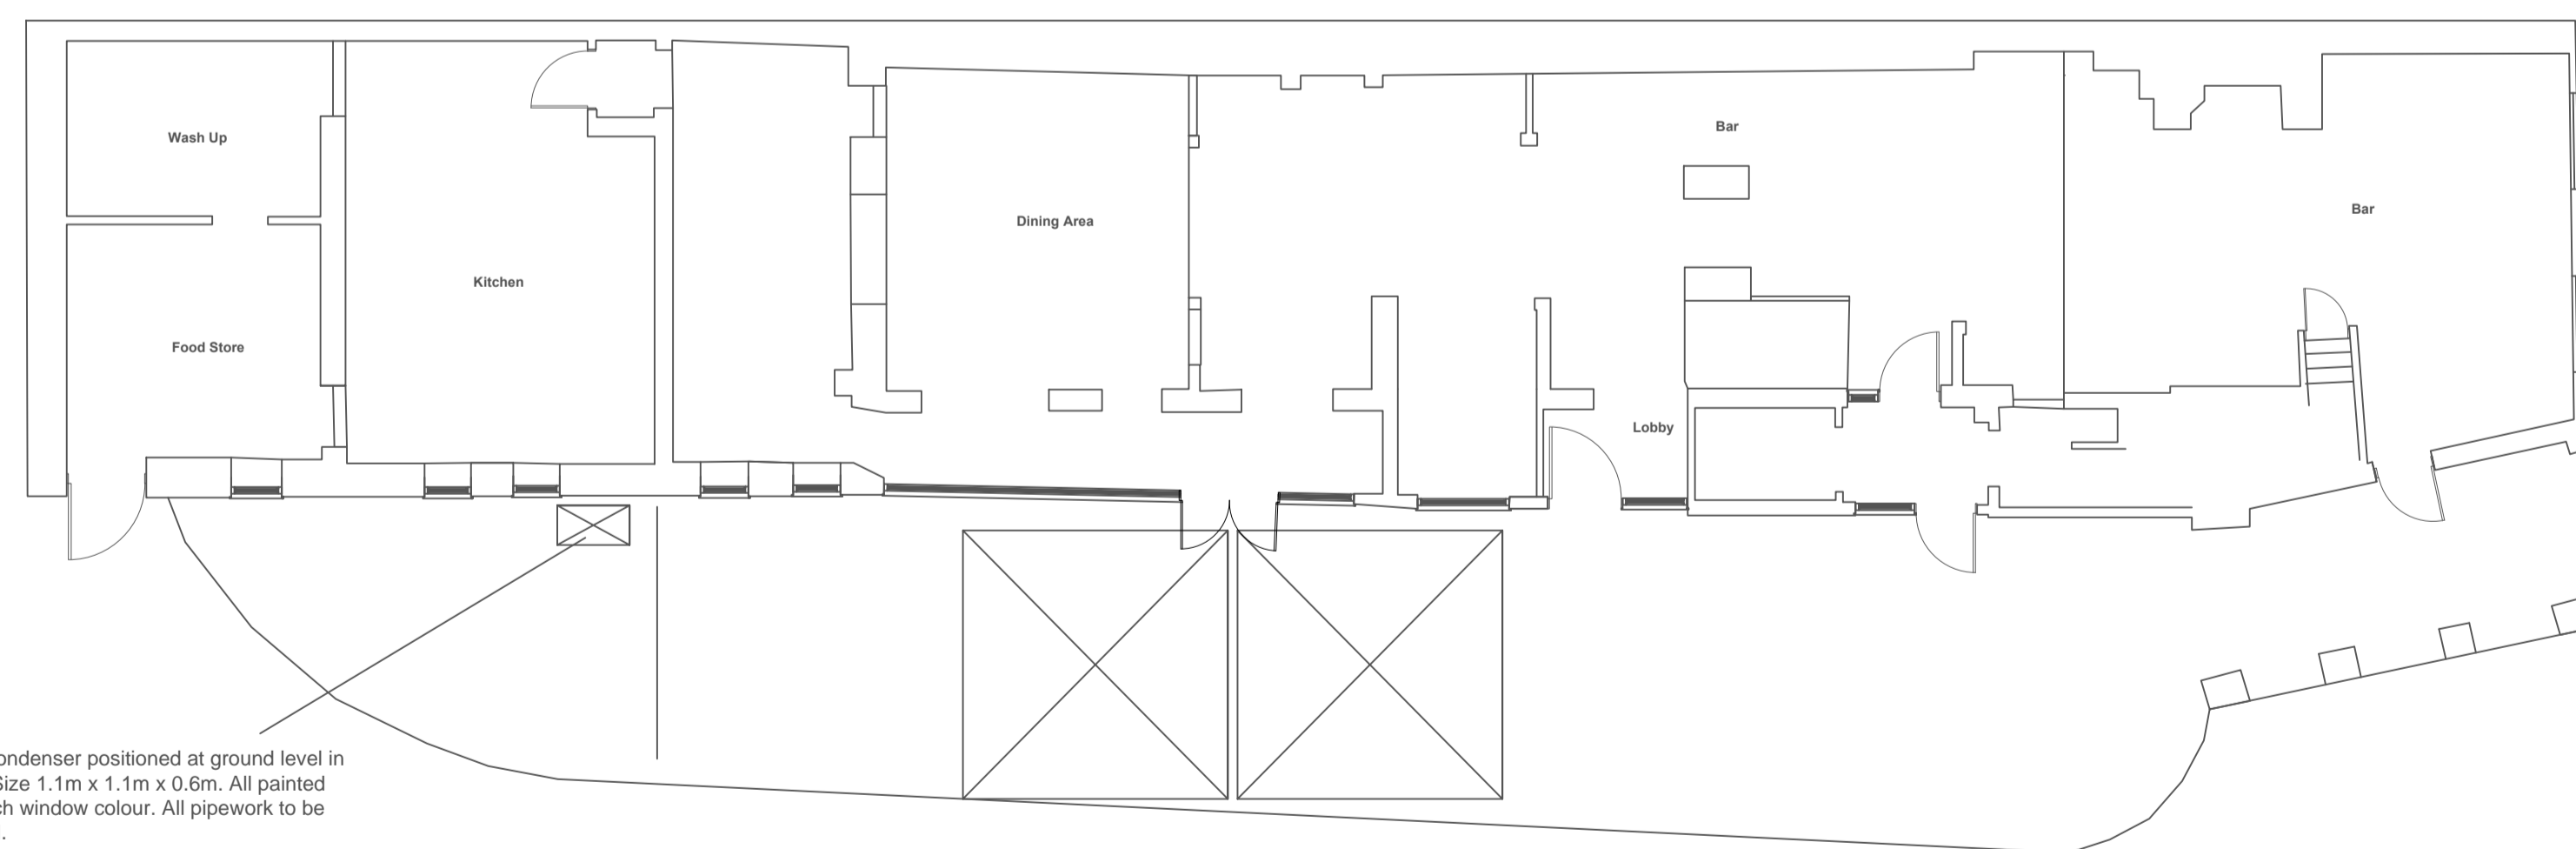 Wash Up
Bar
Bar
Dining Area
Kitchen
Food Store
Lobby
ondenser positioned at ground level in
Size 1.1m x 1.1m x 0.6m. All painted
ch window colour. All pipework to be
.